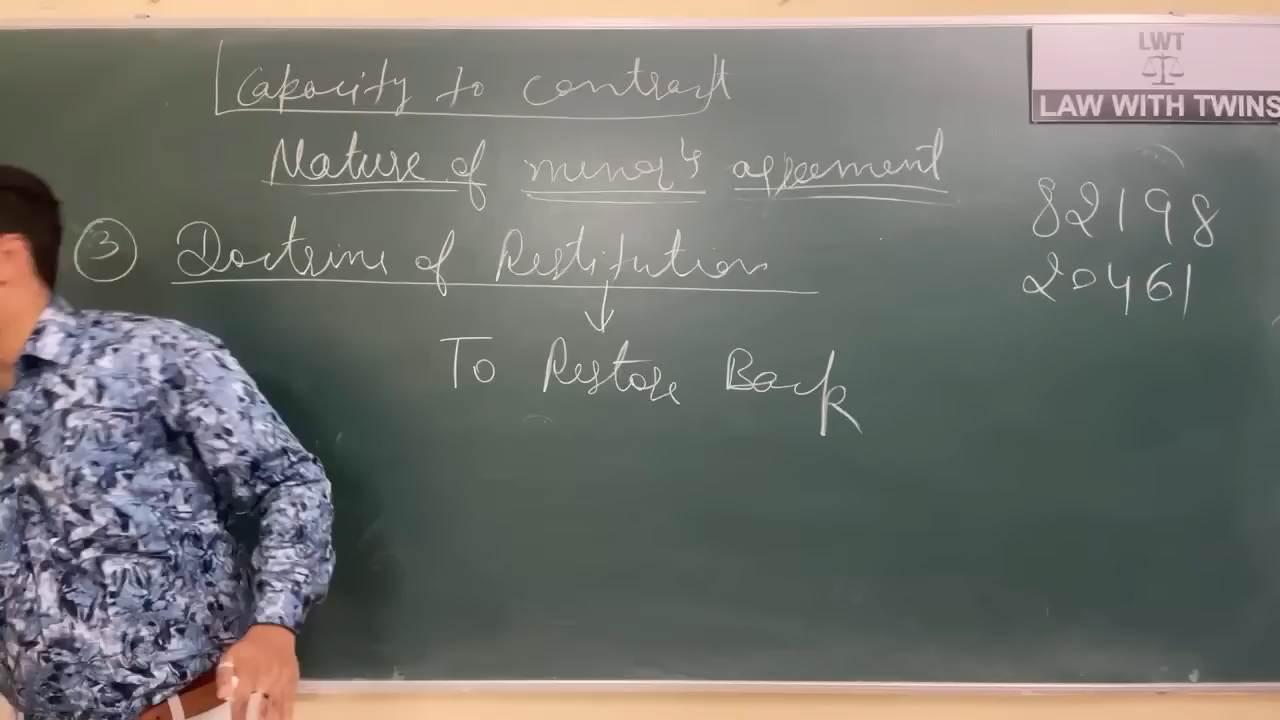 Capacity to contract
Nature of minor's agreement
3 Doctrine of Restitution
To Restore Back
LWT
LAW WITH TWINS
82198
20461